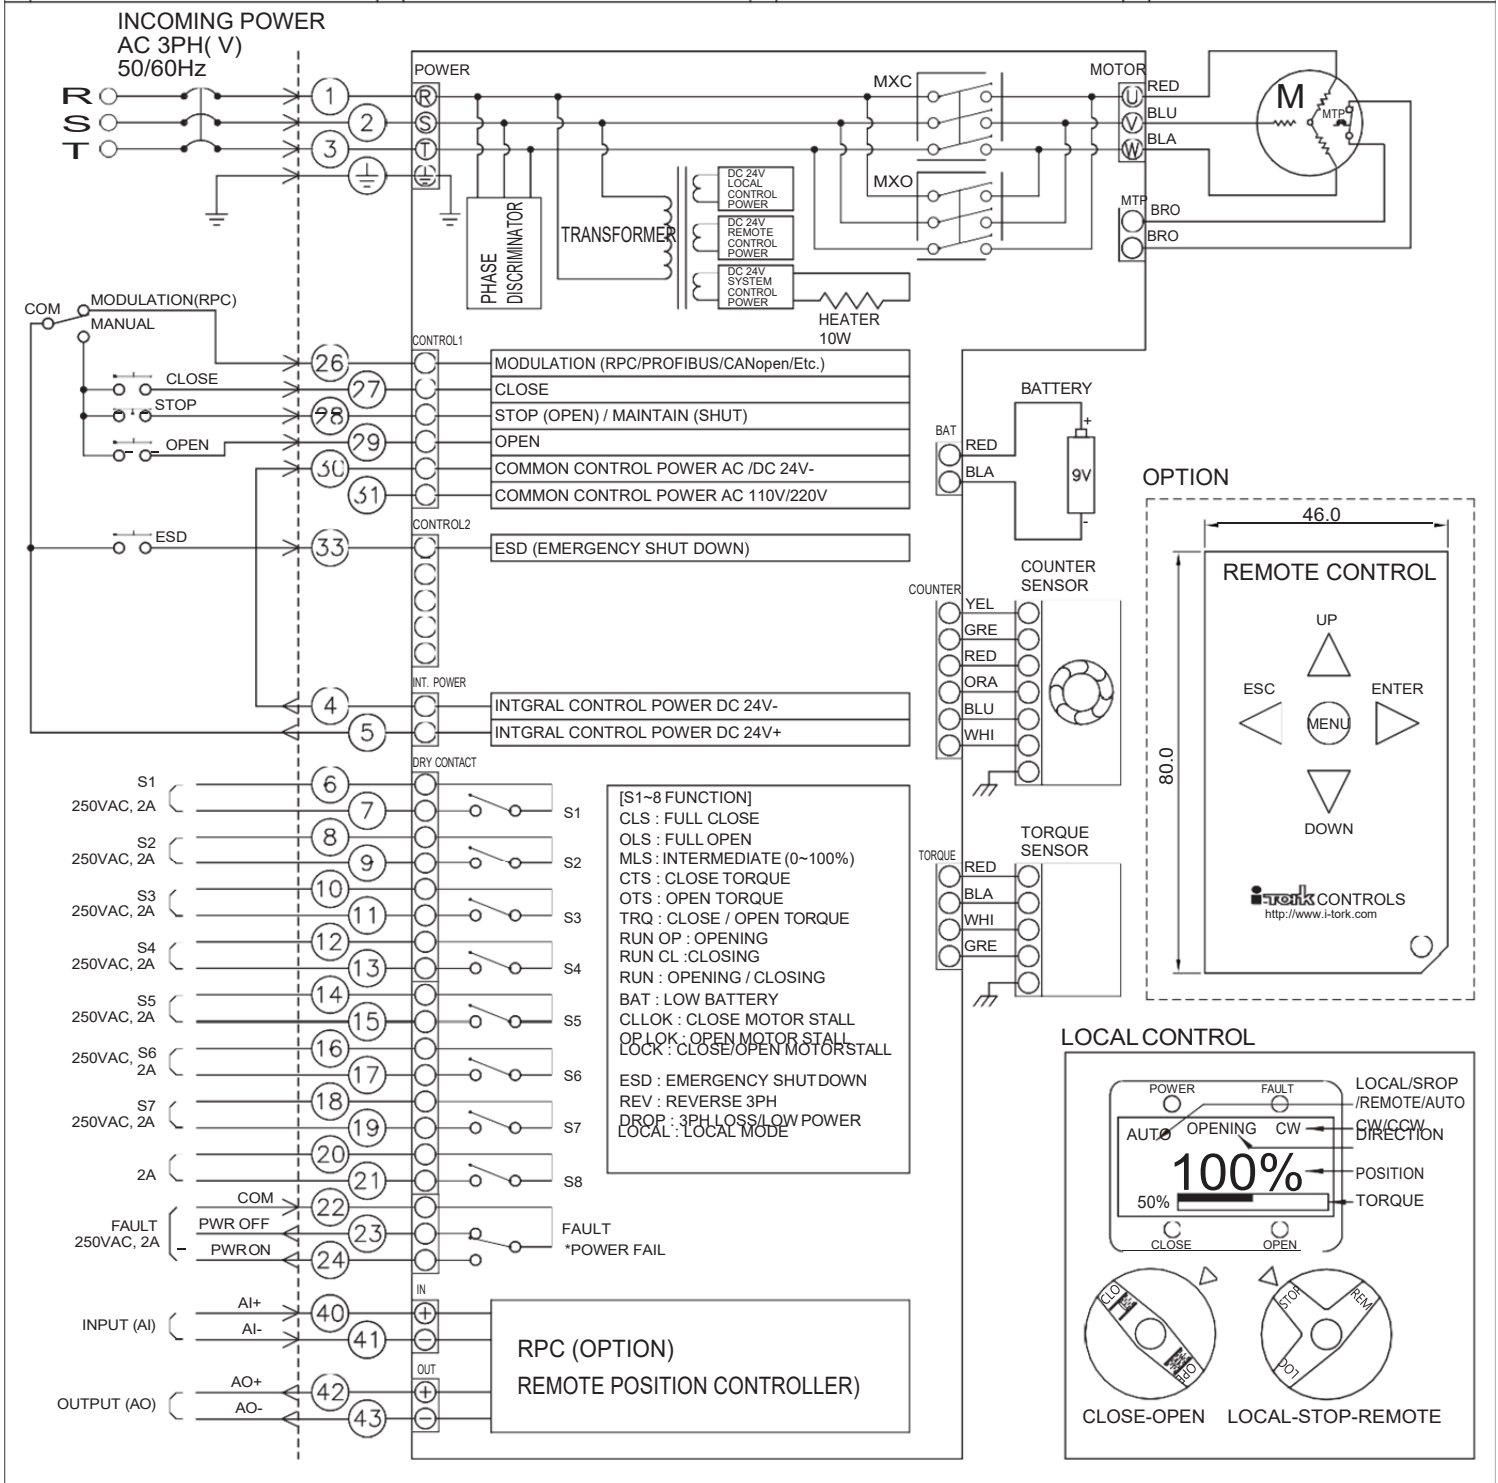 INCOMING POWER
AC 3PH( V)
50/60Hz
R
S
T
1
2
3
POWER
R
S
T
PHASE
DISCRIMINATOR
TRANSFORMER
DC 24V
LOCAL
CONTROL
POWER
DC 24V
REMOTE
CONTROL
POWER
DC 24V
SYSTEM
CONTROL
POWER
HEATER
10W
MXC
MXO
MOTOR
U
V
W
RED
BLU
BLA
M
MTP
MTP
BRO
BRO
COM
MODULATION(RPC)
MANUAL
CLOSE
STOP
OPEN
ESD
26
27
28
29
30
31
33
4
5
CONTROL1
MODULATION (RPC/PROFIBUS/CANopen/Etc.)
CLOSE
STOP (OPEN) / MAINTAIN (SHUT)
OPEN
COMMON CONTROL POWER AC /DC 24V-
COMMON CONTROL POWER AC 110V/220V
CONTROL2
ESD (EMERGENCY SHUT DOWN)
INT. POWER
INTGRAL CONTROL POWER DC 24V-
INTGRAL CONTROL POWER DC 24V+
BATTERY
BAT
RED
BLA
+
9V
-
COUNTER
SENSOR
COUNTER
YEL
GRE
RED
ORA
BLU
WHI
TORQUE
SENSOR
TORQUE
RED
BLA
WHI
GRE
DRY CONTACT
S1
250VAC, 2A
6
7
S1
S2
250VAC, 2A
8
9
S2
S3
250VAC, 2A
10
11
S3
S4
250VAC, 2A
12
13
S4
S5
250VAC, 2A
14
15
S5
250VAC, S6
2A
16
17
S6
S7
250VAC, 2A
18
19
S7
2A
20
21
S8
FAULT
250VAC, 2A
COM
PWR OFF
PWR ON
22
23
24
FAULT
*POWER FAIL
[S1~8 FUNCTION]
CLS : FULL CLOSE
OLS : FULL OPEN
MLS : INTERMEDIATE (0~100%)
CTS : CLOSE TORQUE
OTS : OPEN TORQUE
TRQ : CLOSE / OPEN TORQUE
RUN OP : OPENING
RUN CL :CLOSING
RUN : OPENING / CLOSING
BAT : LOW BATTERY
CLLOK : CLOSE MOTOR STALL
OP LOK : OPEN MOTOR STALL
LOCK : CLOSE/OPEN MOTORSTALL
ESD : EMERGENCY SHUTDOWN
REV : REVERSE 3PH
DROP : 3PH LOSS/LOW POWER
LOCAL : LOCAL MODE
INPUT (AI)
AI+
AI-
40
41
IN
+
−
OUTPUT (AO)
AO+
AO-
42
43
OUT
+
−
RPC (OPTION)
REMOTE POSITION CONTROLLER)
OPTION
46.0
80.0
REMOTE CONTROL
UP
ESC
MENU
ENTER
DOWN
i-Tork CONTROLS
http://www.i-tork.com
LOCAL CONTROL
POWER
FAULT
AUTO
OPENING
CW
100%
50%
CLOSE
OPEN
LOCAL/SROP
/REMOTE/AUTO
CW/CCW
DIRECTION
POSITION
TORQUE
CLO
OPE
STOP
REM
LOC
CLOSE-OPEN
LOCAL-STOP-REMOTE